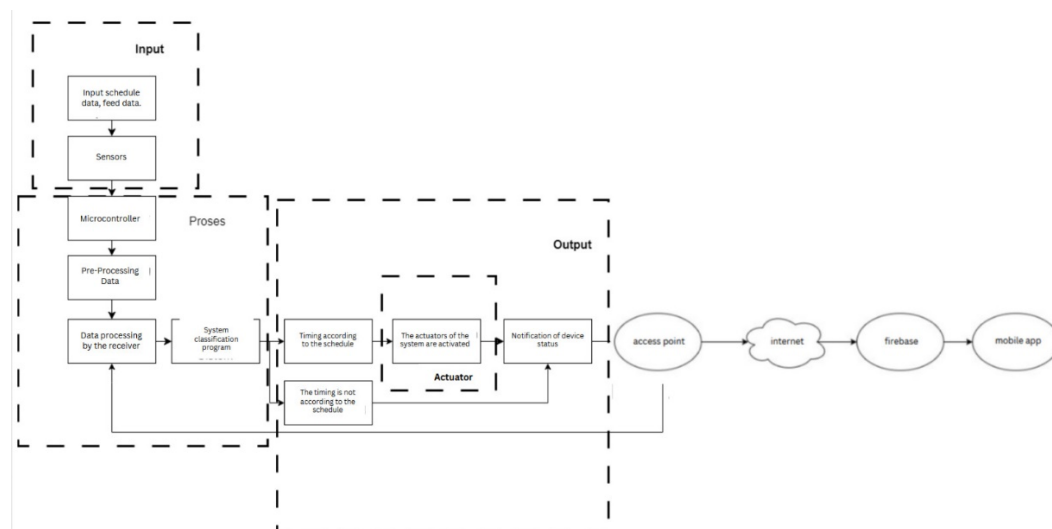 Input
Input schedule
data, feed data.
Sensors
Proses
Microcontroller
Pre-Processing
Data
Data processing
by the receiver
System
classification
program
Output
Timing according
to the schedule
The actuators of the
system are activated
Actuator
Notification of device
status
The timing is not
according to the
schedule
access point
internet
firebase
mobile app